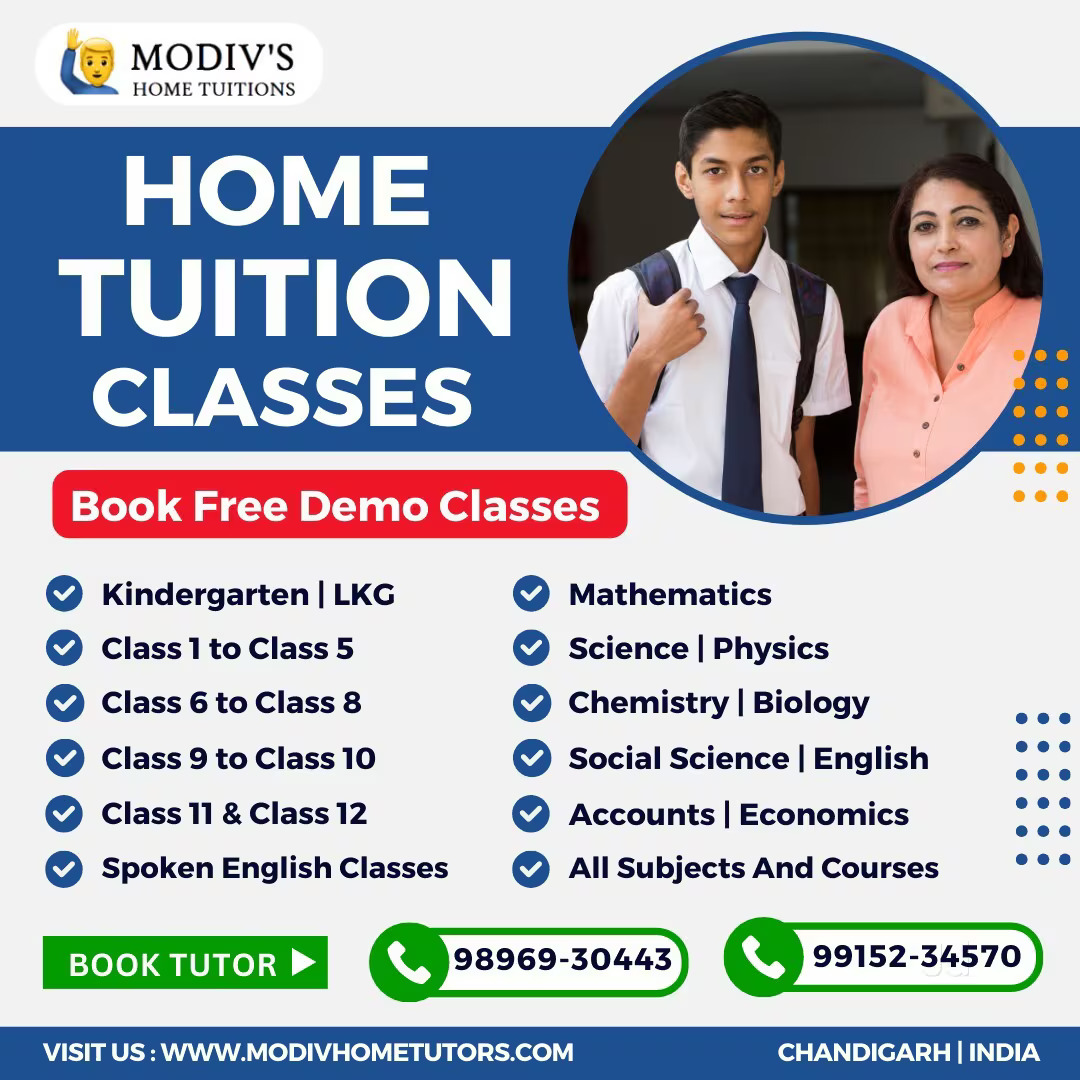 MODIV'S
HOME TUITIONS
HOME
TUITION
CLASSES
Book Free Demo Classes
Kindergarten | LKG
Class 1 to Class 5
Class 6 to Class 8
Class 9 to Class 10
Class 11 & Class 12
Spoken English Classes
Mathematics
Science | Physics
Chemistry | Biology
Social Science | English
Accounts | Economics
All Subjects And Courses
BOOK TUTOR
98969-30443
99152-34570
VISIT US : WWW.MODIVHOMETUTORS.COM
CHANDIGARH | INDIA